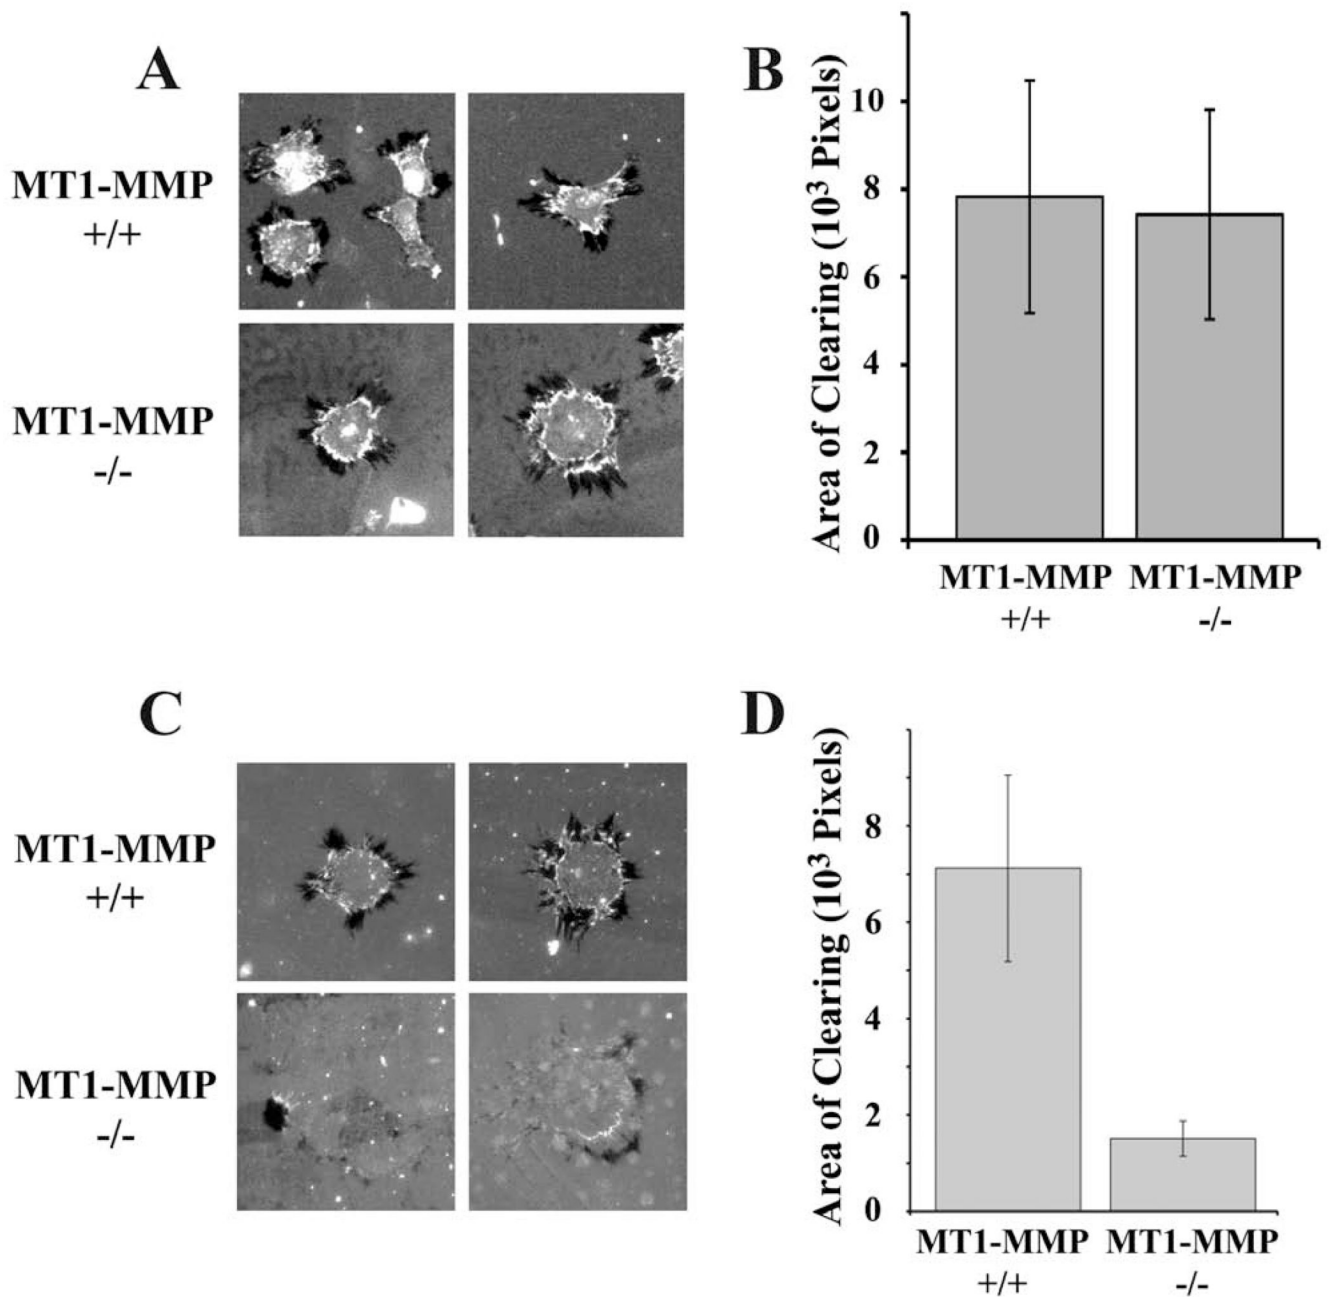 A
MT1-MMP
+/+
MT1-MMP
-/-
B
Area of Clearing (10³ Pixels)
10
8
6
4
2
0
MT1-MMP MT1-MMP
+/+ -/-
C
MT1-MMP
+/+
MT1-MMP
-/-
D
Area of Clearing (10³ Pixels)
8
6
4
2
0
MT1-MMP MT1-MMP
+/+ -/-